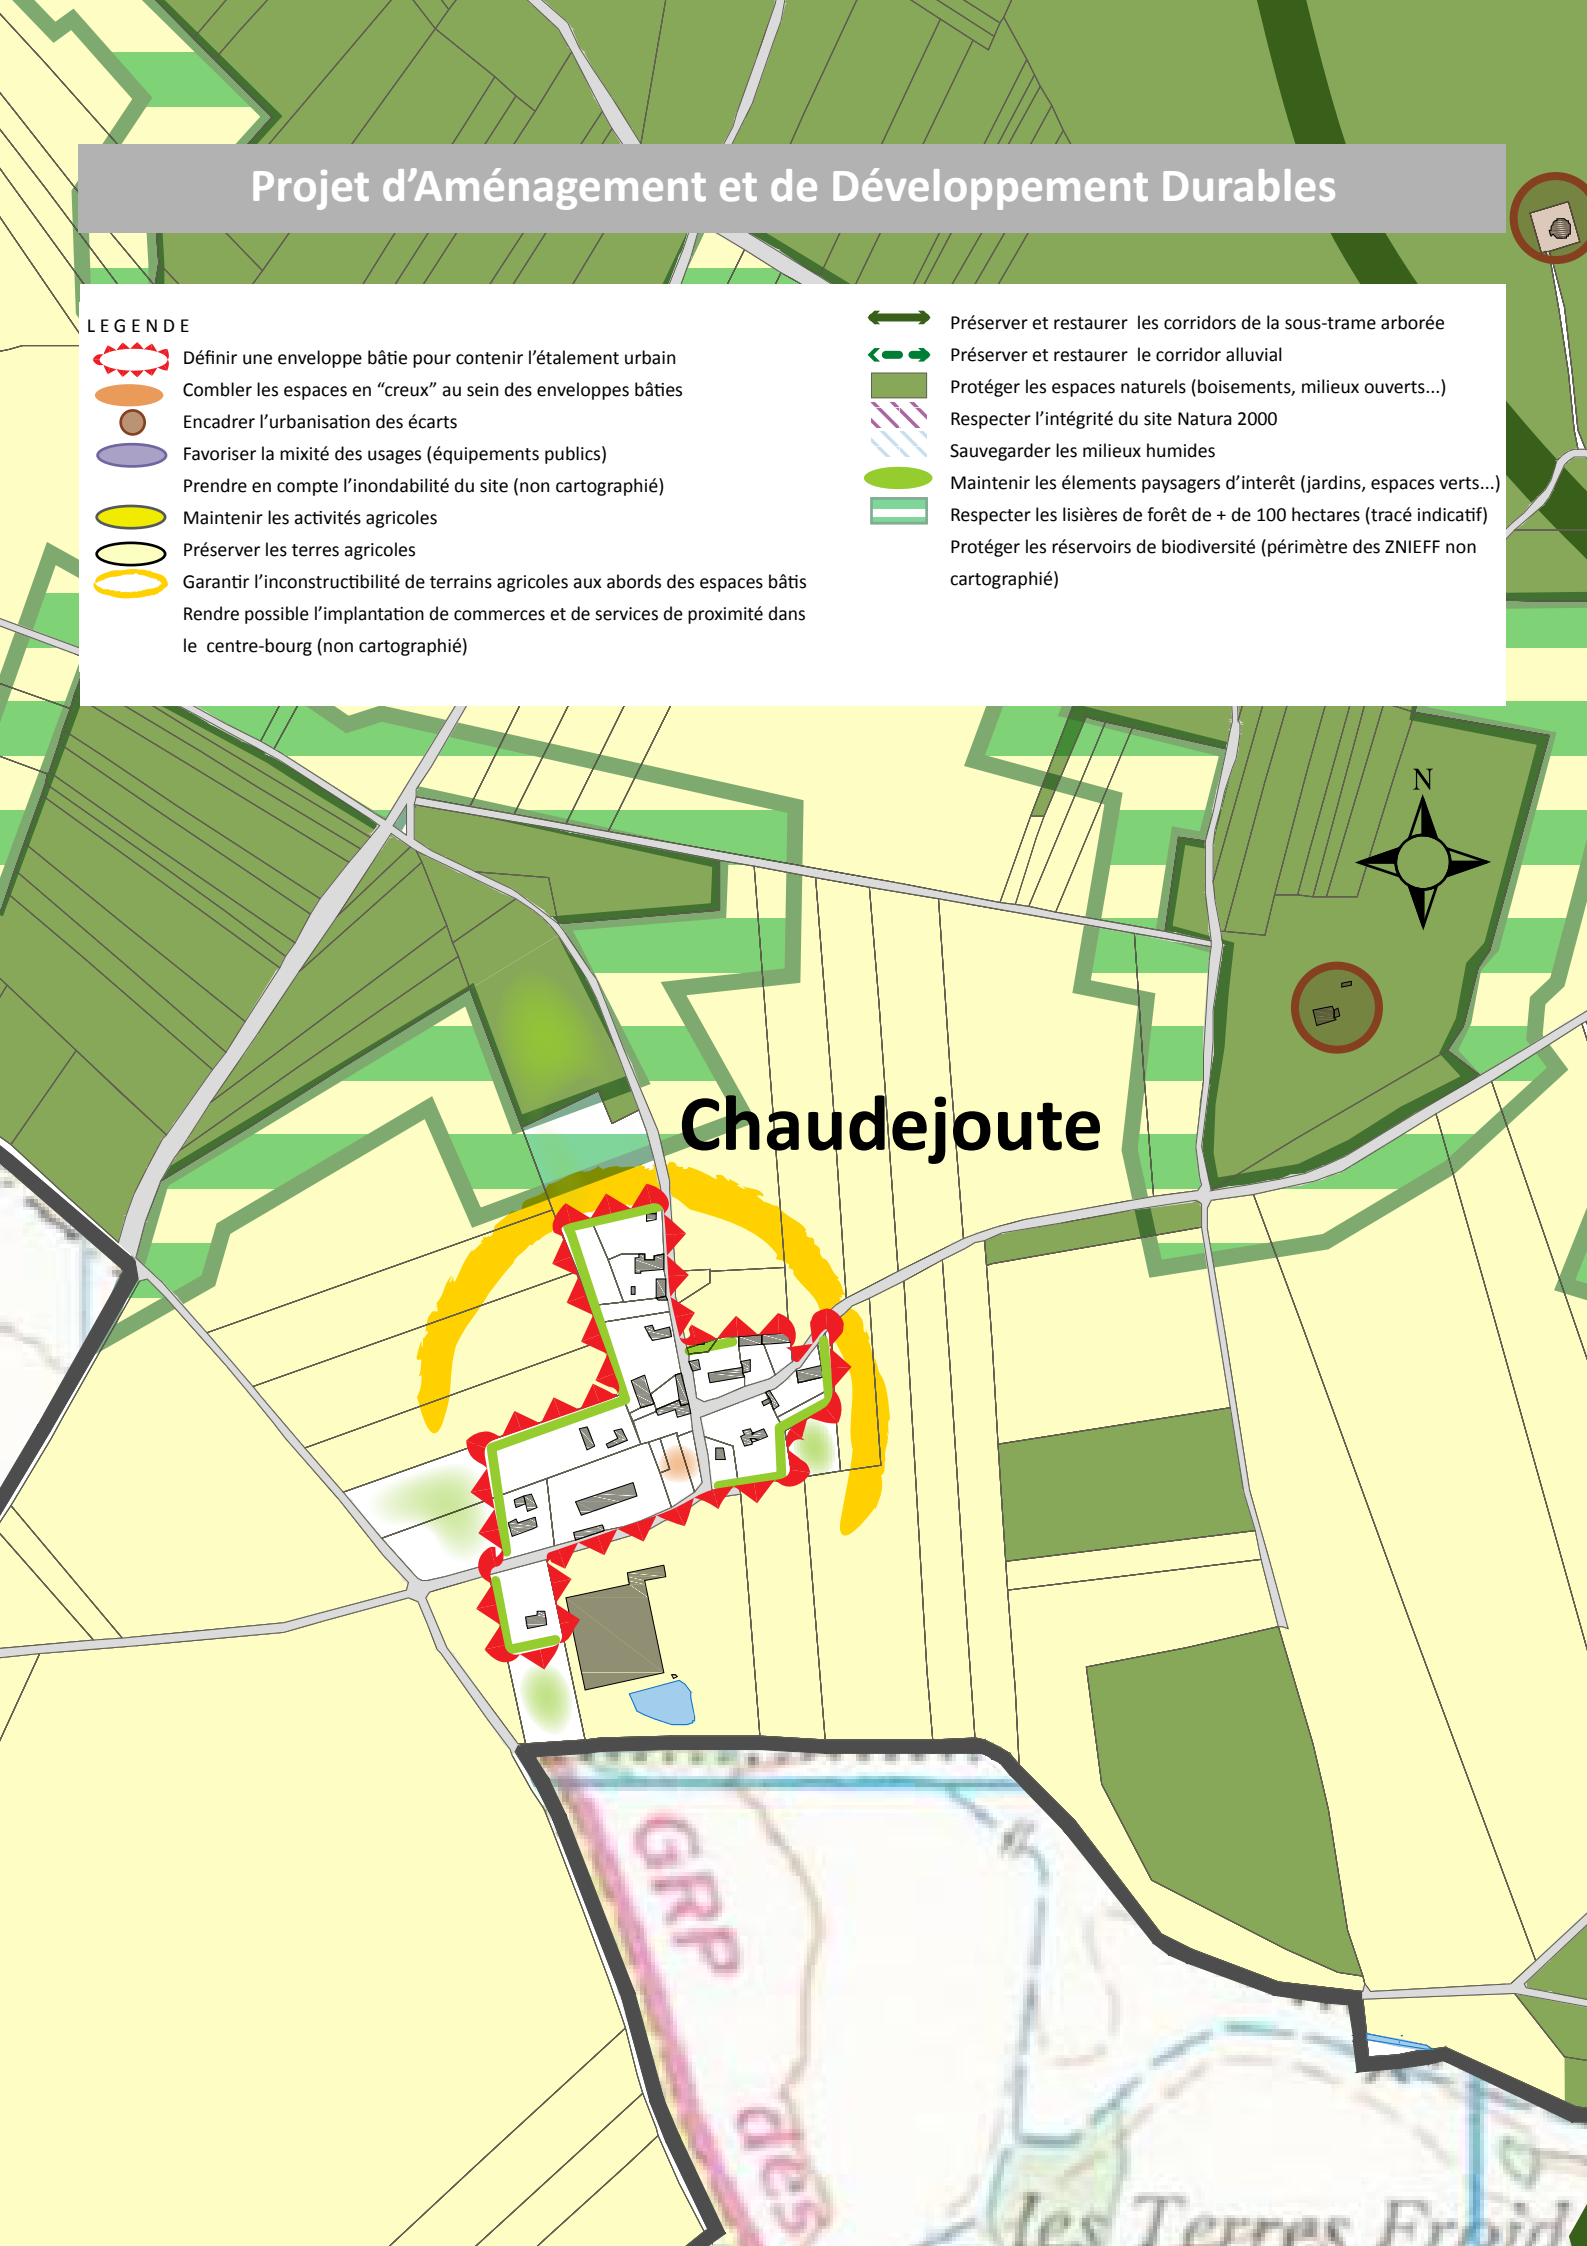 Projet d’Aménagement et de Développement Durables
LEGENDE
Définir une enveloppe bâtie pour contenir l’étalement urbain
Combler les espaces en “creux” au sein des enveloppes bâties
Encadrer l’urbanisation des écarts
Favoriser la mixité des usages (équipements publics)
Prendre en compte l’inondabilité du site (non cartographié)
Maintenir les activités agricoles
Préserver les terres agricoles
Garantir l’inconstructibilité de terrains agricoles aux abords des espaces bâtis
Rendre possible l’implantation de commerces et de services de proximité dans
le centre-bourg (non cartographié)
Préserver et restaurer les corridors de la sous-trame arborée
Préserver et restaurer le corridor alluvial
Protéger les espaces naturels (boisements, milieux ouverts...)
Respecter l’intégrité du site Natura 2000
Sauvegarder les milieux humides
Maintenir les élements paysagers d’interêt (jardins, espaces verts...)
Respecter les lisières de forêt de + de 100 hectares (tracé indicatif)
Protéger les réservoirs de biodiversité (périmètre des ZNIEFF non
cartographié)
N
Chaudejoute
GRP
des
les Terres Froid